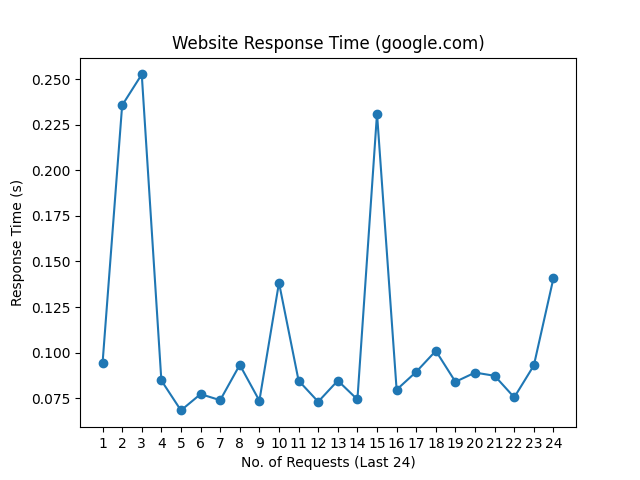 Website Response Time (google.com)
0.250
0.225
0.200
0.175
0.150
0.125
0.100
0.075
Response Time (s)
1 2 3 4 5 6 7 8 9 10 11 12 13 14 15 16 17 18 19 20 21 22 23 24
No. of Requests (Last 24)